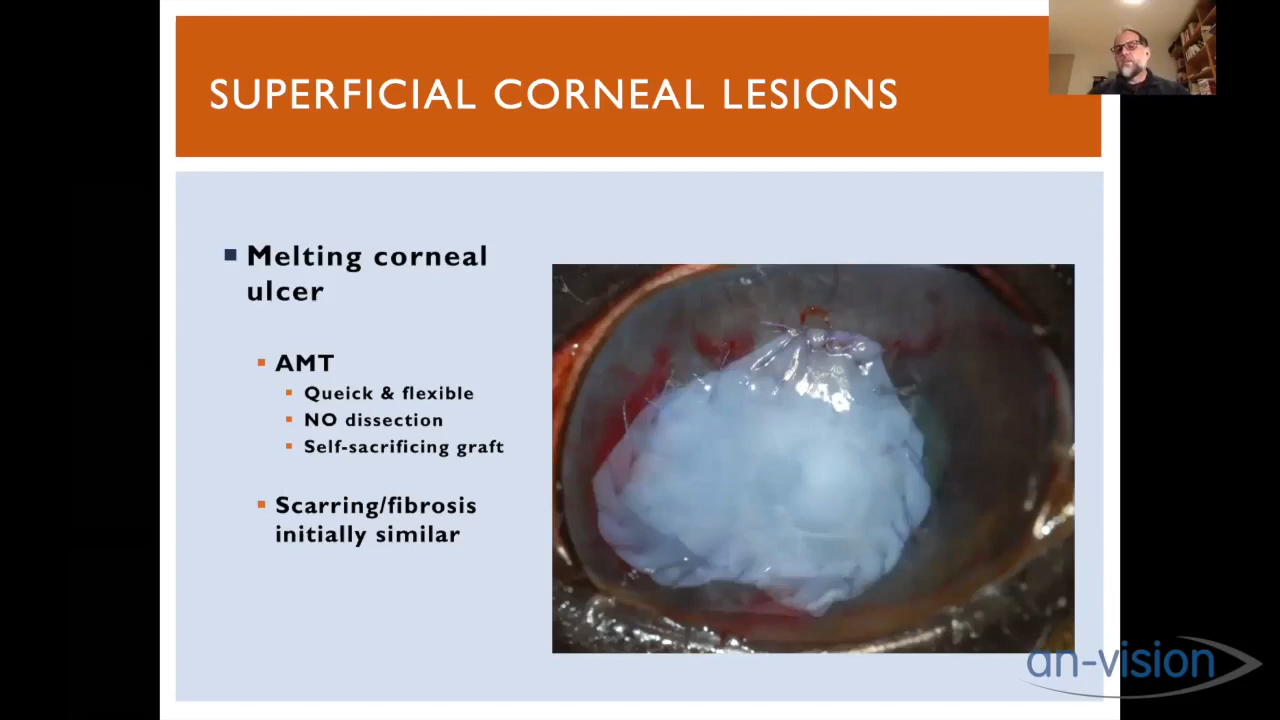 SUPERFICIAL CORNEAL LESIONS
Melting corneal
ulcer
AMT
Queick & flexible
NO dissection
Self-sacrificing graft
Scarring/fibrosis
initially similar
an-vision